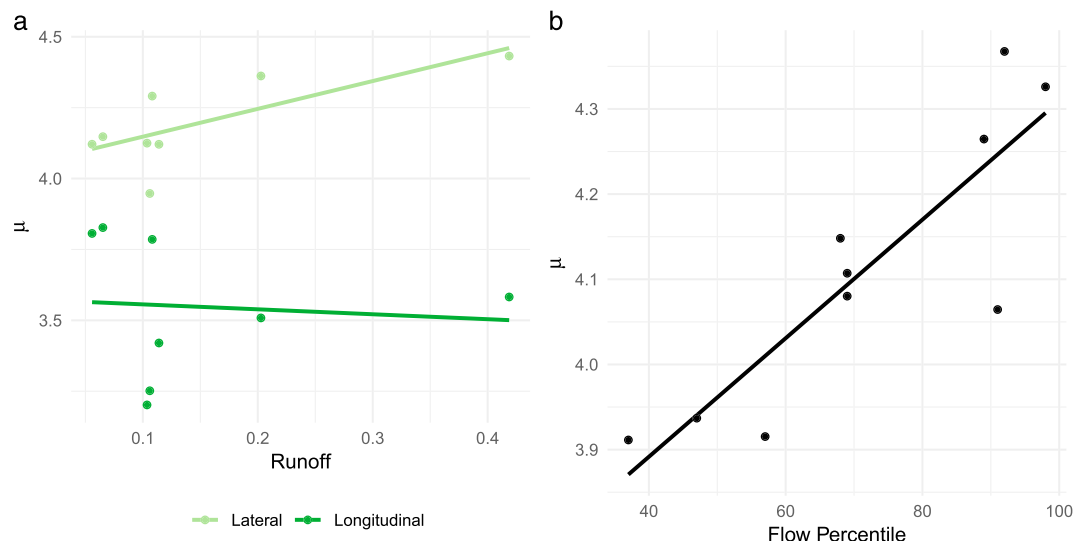 a
4.5
4.0
3.5
μ
0.1 0.2 0.3 0.4
Runoff
Lateral Longitudinal
b
4.3
4.2
4.1
4.0
3.9
μ
40 60 80 100
Flow Percentile